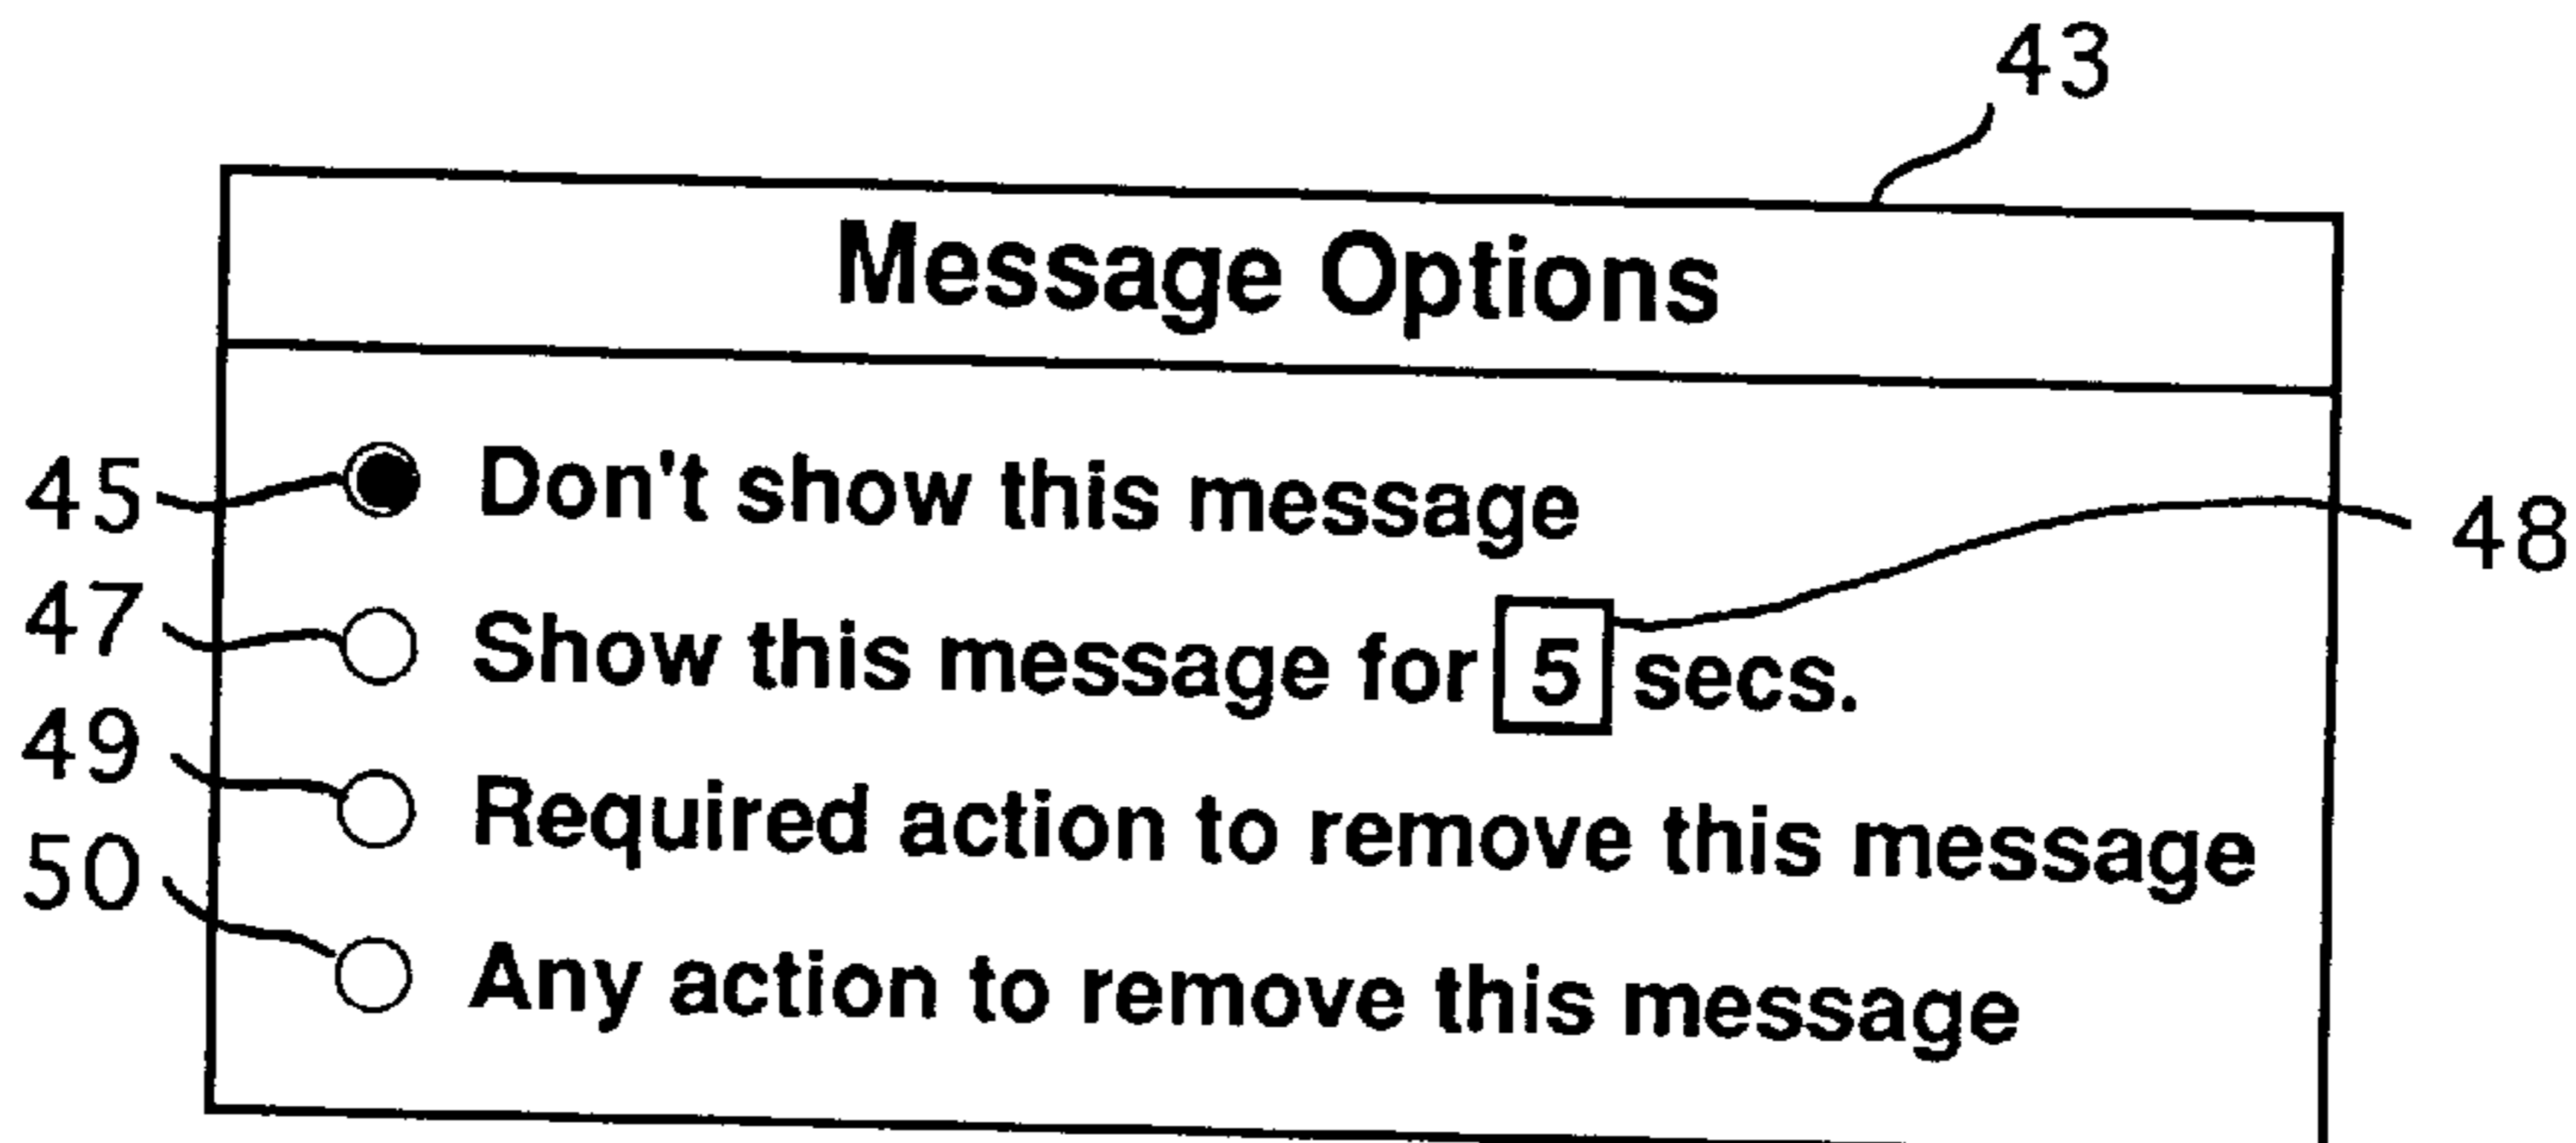 43
Message Options
45 Don't show this message
48
47 Show this message for 5 secs.
49 Required action to remove this message
50 Any action to remove this message